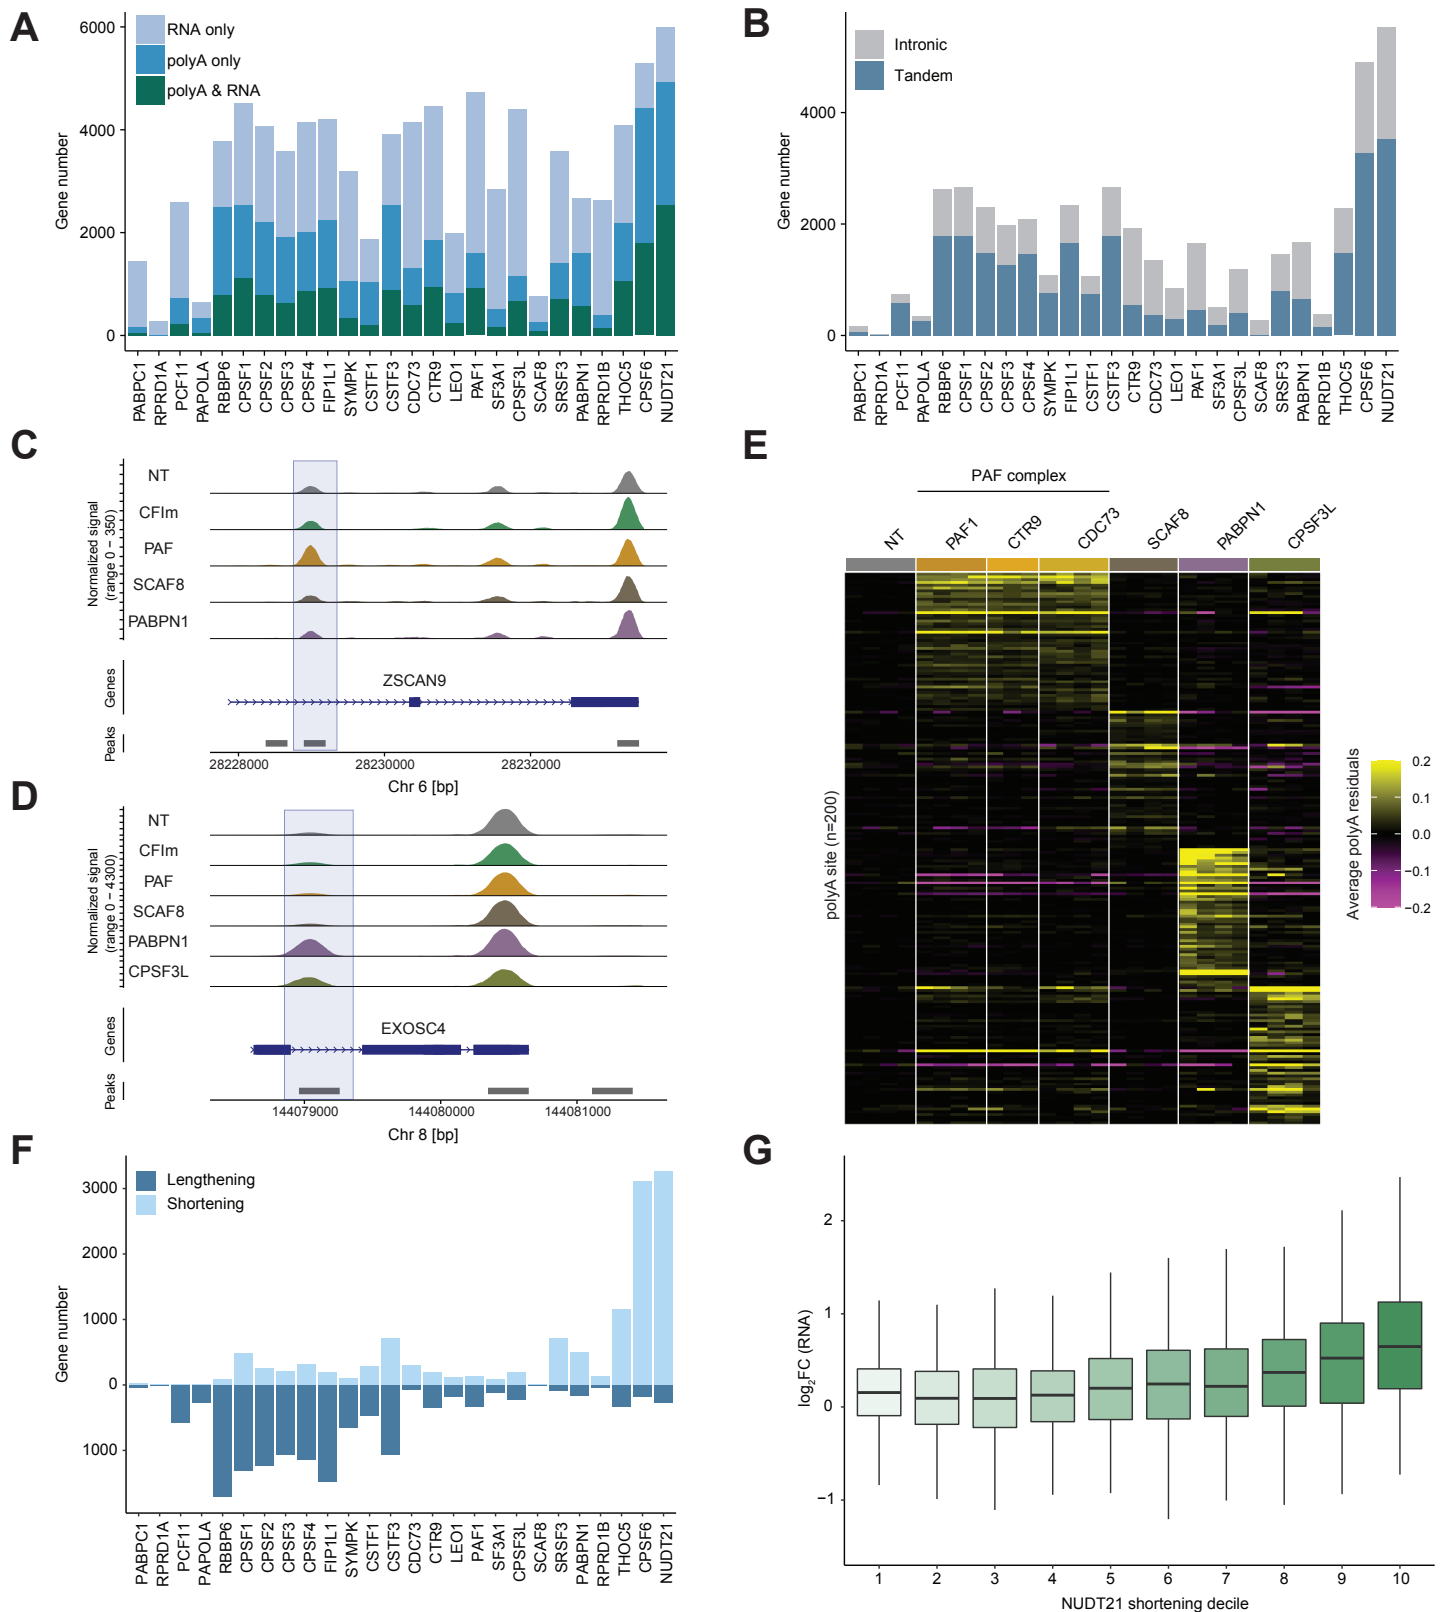 A
6000
4000
2000
0
Gene number
RNA only
polyA only
polyA & RNA
PABPC1
RPRD1A
PCF11
PAPOLA
RBBP6
CPSF1
CPSF2
CPSF3
CPSF4
FIP1L1
SYMPK
CSTF1
CSTF3
CDC73
CTR9
LEO1
PAF1
SF3A1
CPSF3L
SCAF8
SRSF3
PABPN1
RPRD1B
THOC5
CPSF6
NUDT21
B
4000
2000
0
Gene number
Intronic
Tandem
PABPC1
RPRD1A
PCF11
PAPOLA
RBBP6
CPSF1
CPSF2
CPSF3
CPSF4
SYMPK
FIP1L1
CSTF1
CSTF3
CTR9
CDC73
LEO1
PAF1
SF3A1
CPSF3L
SCAF8
SRSF3
PABPN1
RPRD1B
THOC5
CPSF6
NUDT21
C
Normalized signal
(range 0 – 350)
NT
CFIm
PAF
SCAF8
PABPN1
Genes
ZSCAN9
Peaks
28228000
28230000
28232000
Chr 6 [bp]
D
Normalized signal
(range 0 – 4300)
NT
CFIm
PAF
SCAF8
PABPN1
CPSF3L
Genes
EXOSC4
Peaks
144079000
144080000
144081000
Chr 8 [bp]
E
PAF complex
NT
PAF1
CTR9
CDC73
SCAF8
PABPN1
CPSF3L
polyA site (n=200)
Average polyA residuals
0.2
0.1
0.0
−0.1
−0.2
F
Gene number
3000
2000
1000
0
1000
Lengthening
Shortening
PABPC1
RPRD1A
PCF11
PAPOLA
RBBP6
CPSF1
CPSF2
CPSF3
CPSF4
FIP1L1
SYMPK
CSTF1
CSTF3
CDC73
CTR9
LEO1
PAF1
SF3A1
CPSF3L
SCAF8
SRSF3
PABPN1
RPRD1B
THOC5
CPSF6
NUDT21
G
log2FC (RNA)
2
1
0
−1
1 2 3 4 5 6 7 8 9 10
NUDT21 shortening decile